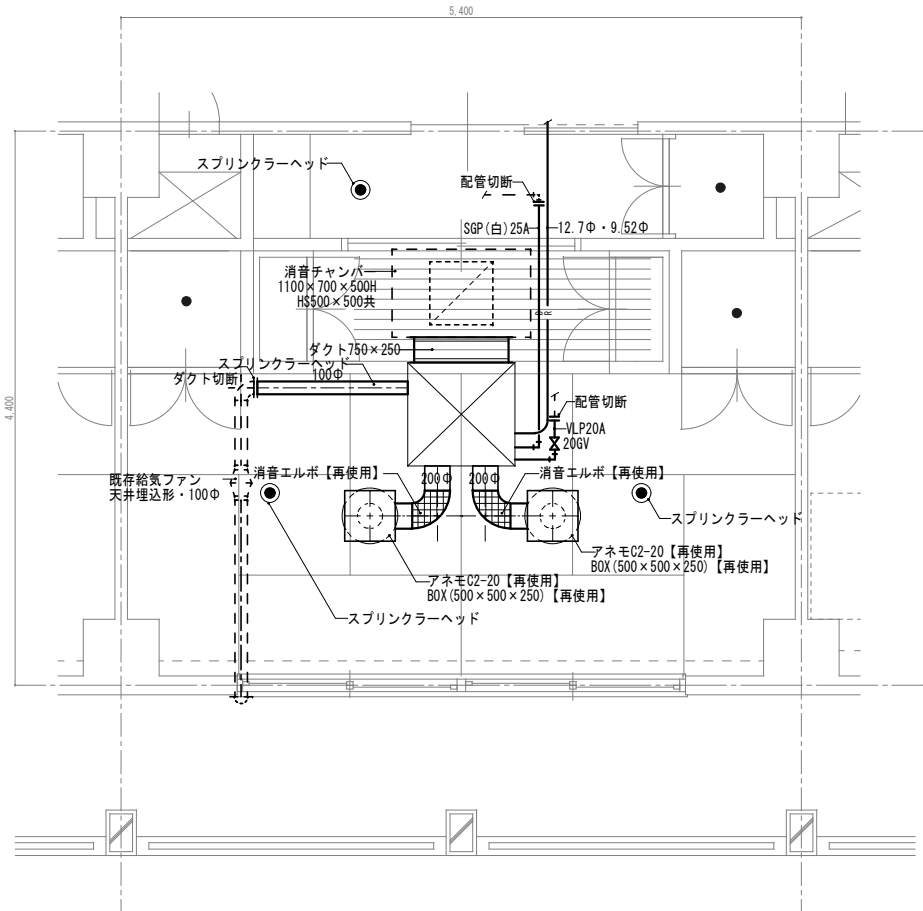 5,400
スプリンクラーヘッド
配管切断
SGP(白)25A
12.7Φ・9.52Φ
消音チャンバ
1100×700×500H
HS500×500共
D
R
ダクト750×250
スプリンクラーヘッド
100Φ
ダクト切断
4,400
配管切断
VLP20A
20GV
消音エルボ【再使用】
200Φ
200Φ
消音エルボ【再使用】
既存給気ファン
天井埋込形・100Φ
スプリンクラーヘッド
アネモC2-20【再使用】
BOX(500×500×250)【再使用】
アネモC2-20【再使用】
BOX(500×500×250)【再使用】
スプリンクラーヘッド